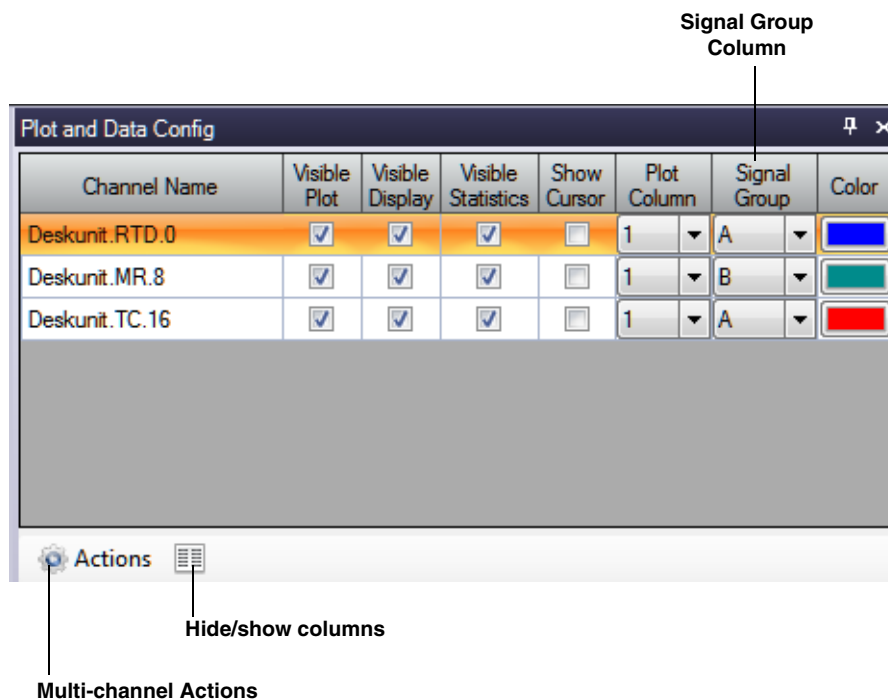 Signal Group
Column
Plot and Data Config
Channel Name
Visible
Plot
Visible
Display
Visible
Statistics
Show
Cursor
Plot
Column
Signal
Group
Color
Deskunit.RTD.0 1 A
Deskunit.MR.8 1 B
Deskunit.TC.16 1 A
Actions
Hide/show columns
Multi-channel Actions